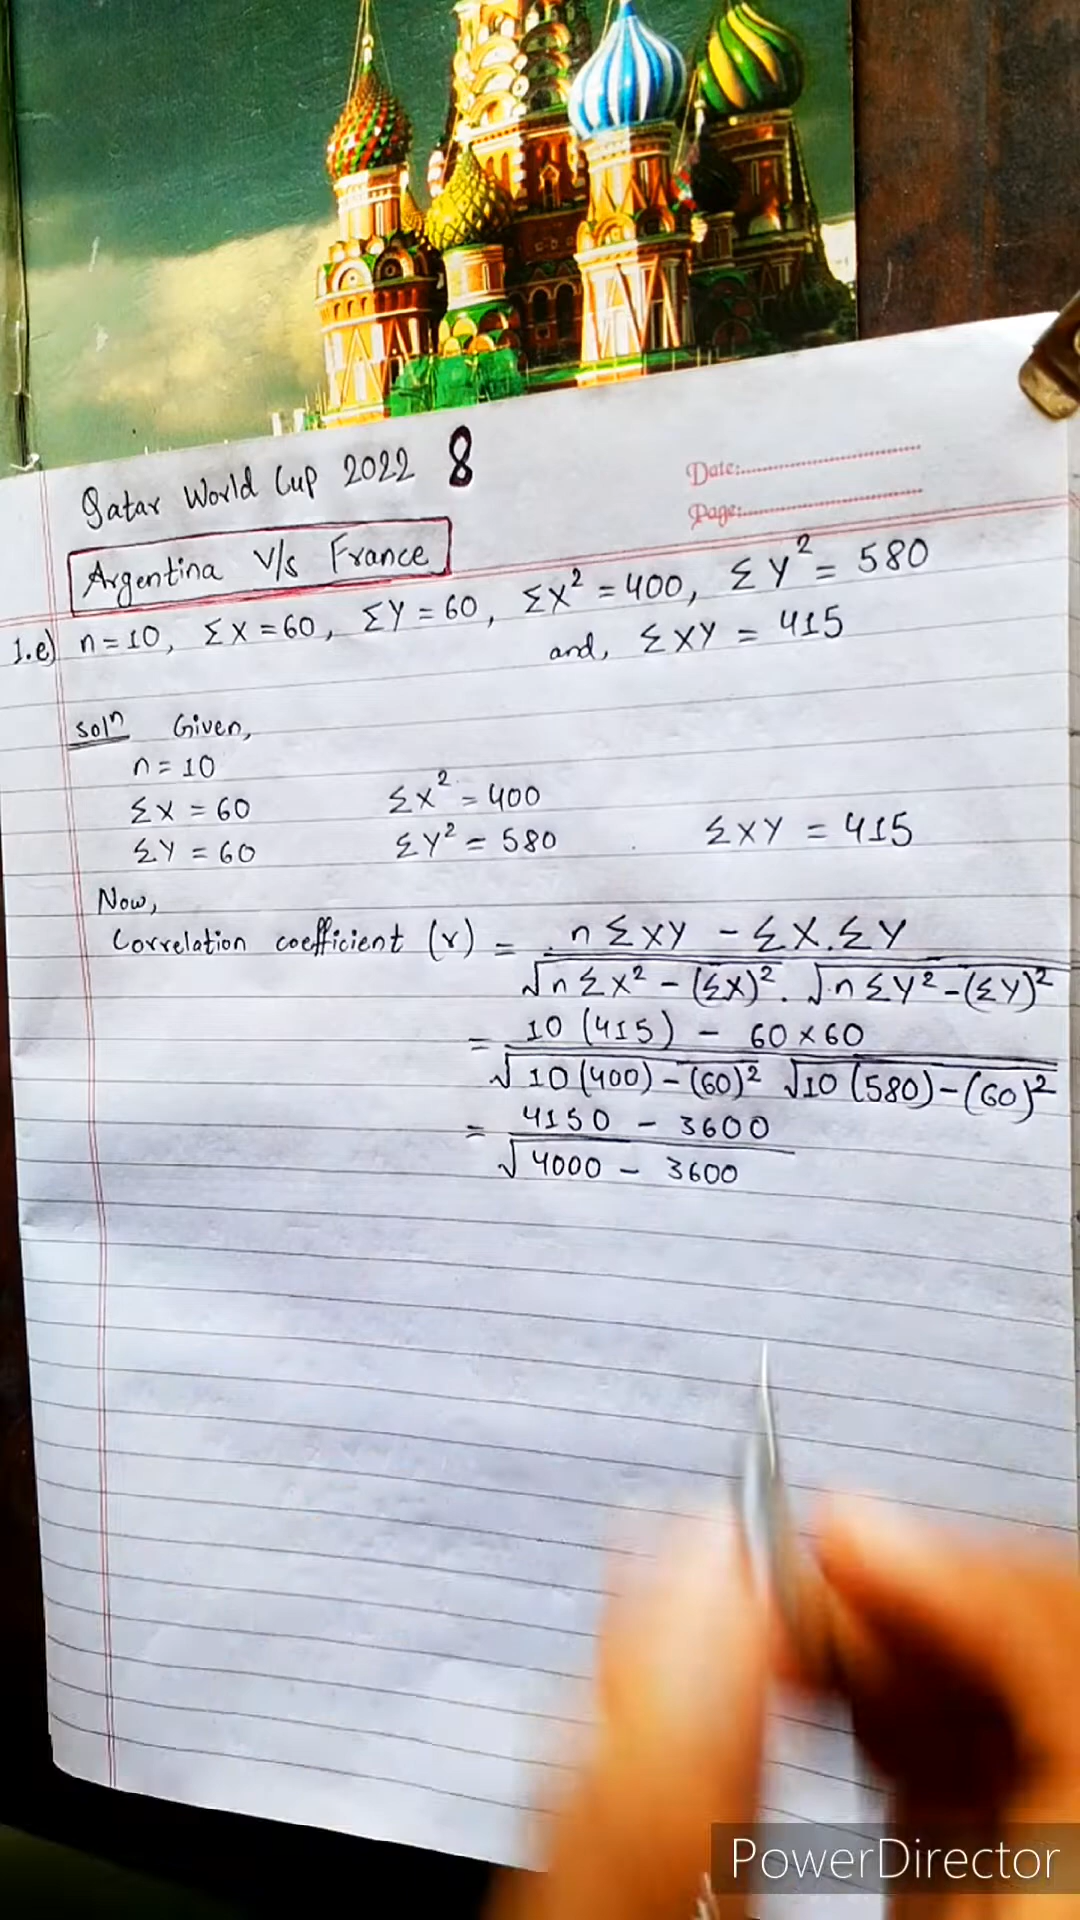 Qatar World Cup 2022 8
Date:
Page:
Argentina V/s France
1.e) n = 10, ΣX = 60, ΣY = 60, ΣX² = 400, ΣY² = 580
and, ΣXY = 415
Solⁿ Given,
n = 10
ΣX = 60 ΣX² = 400
ΣY = 60 ΣY² = 580 ΣXY = 415
Now,
Correlation coefficient (r) = nΣXY - ΣX.ΣY
√nΣX² - (ΣX)² . √nΣY² - (ΣY)²
= 10 (415) - 60 × 60
√10 (400) - (60)² √10 (580) - (60)²
= 4150 - 3600
√4000 - 3600
PowerDirector